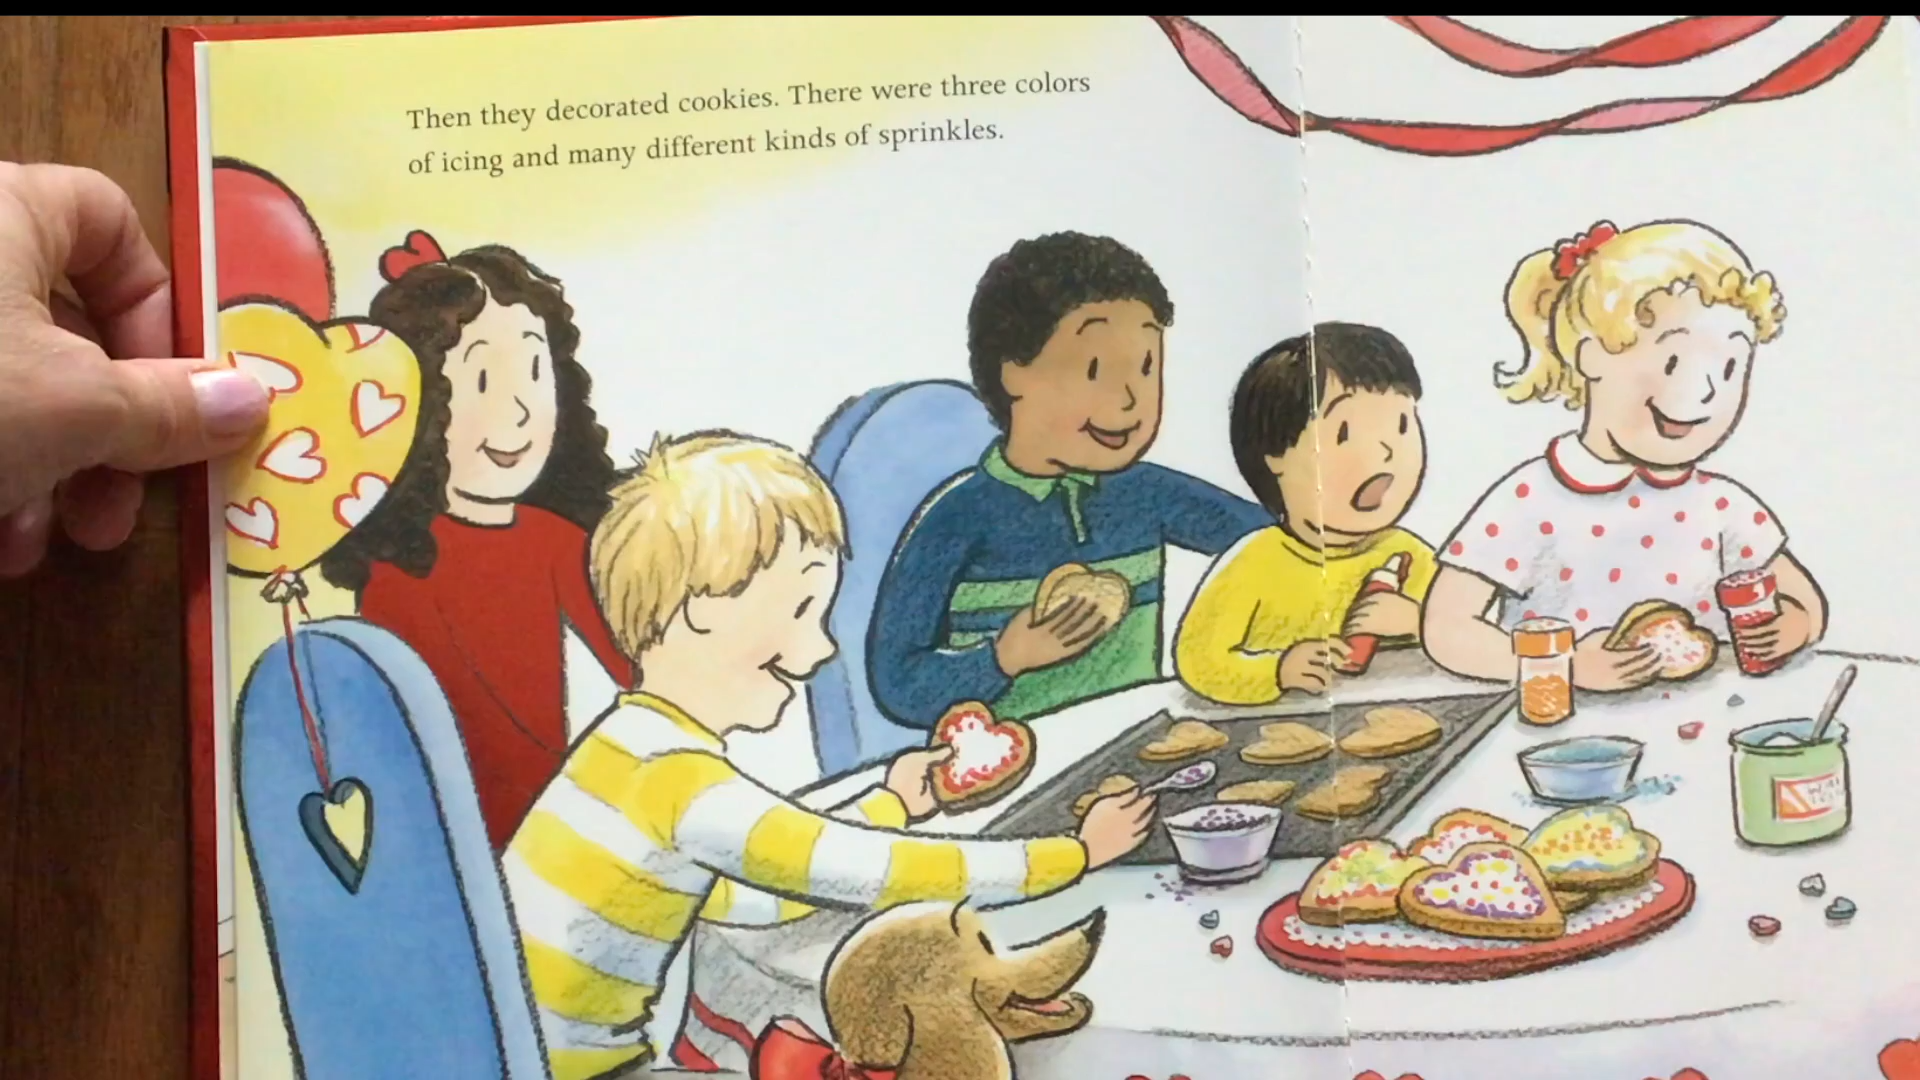 Then they decorated cookies. There were three colors
of icing and many different kinds of sprinkles.